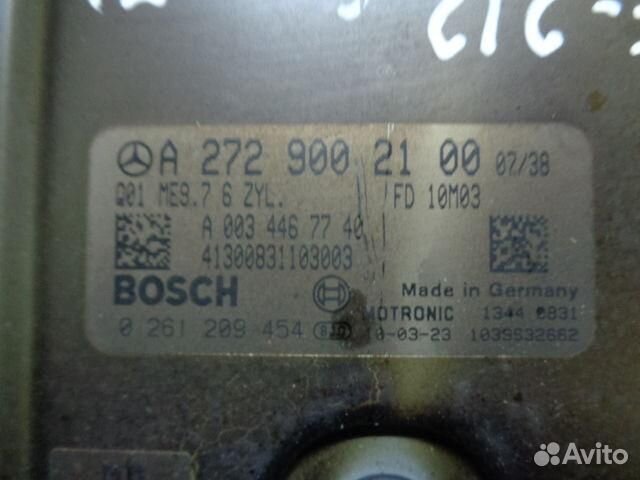 A 272 900 21 00 07/38
Q01 ME9.7 6 ZYL. FD 10M03
A 003 446 77 40
41300831103003
BOSCH Made in Germany
MOTRONIC 1344 0831
0 261 209 454 10-03-23 1039S32662
Avito